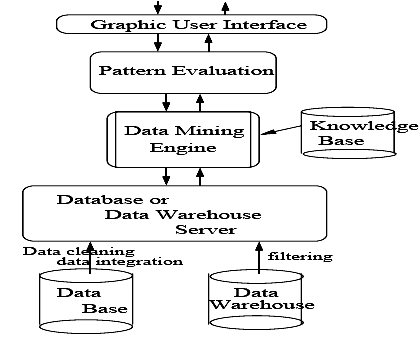 Graphic User Interface
Pattern Evaluation
Data Mining
Engine
Knowledge
Base
Database or
Data Warehouse
Server
Data cleaning
data integration
filtering
Data
Base
Data
Warehouse